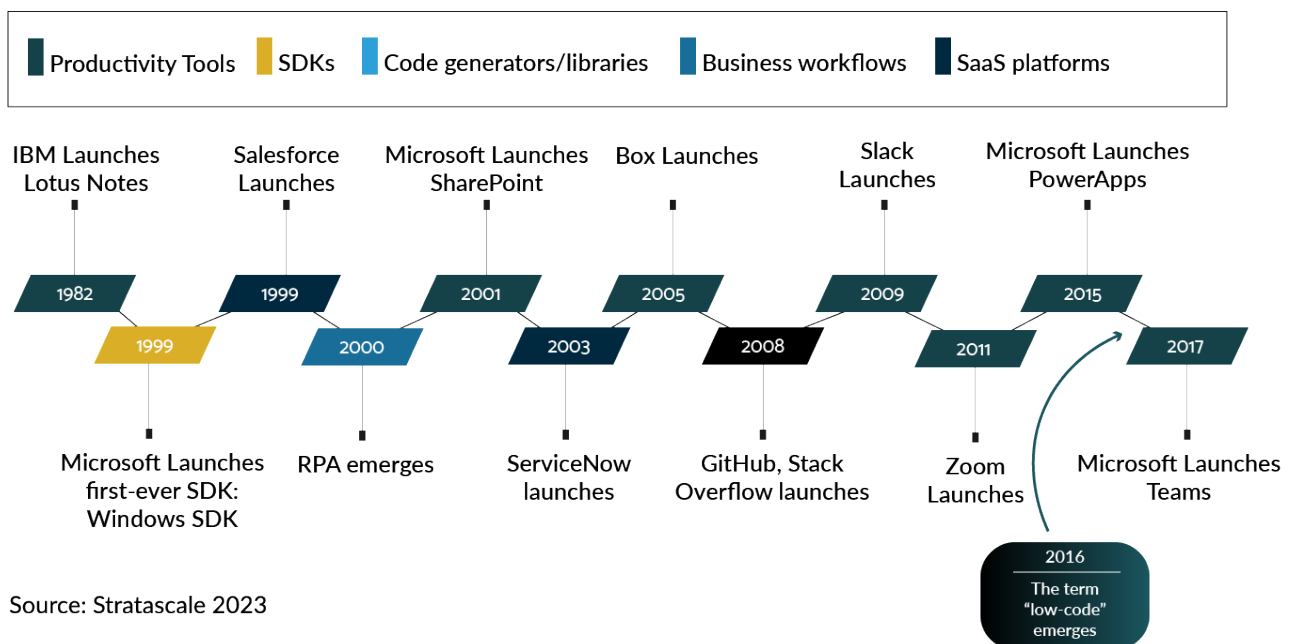 Productivity Tools
SDKs
Code generators/libraries
Business workflows
SaaS platforms
IBM Launches
Lotus Notes
Salesforce
Launches
Microsoft Launches
SharePoint
Box Launches
Slack
Launches
Microsoft Launches
PowerApps
1982
1999
2001
2005
2009
2015
1999
2000
2003
2008
2011
2017
Microsoft Launches
first-ever SDK:
Windows SDK
RPA emerges
ServiceNow
launches
GitHub, Stack
Overflow launches
Zoom
Launches
Microsoft Launches
Teams
2016
The term
"low-code"
emerges
Source: Stratascale 2023